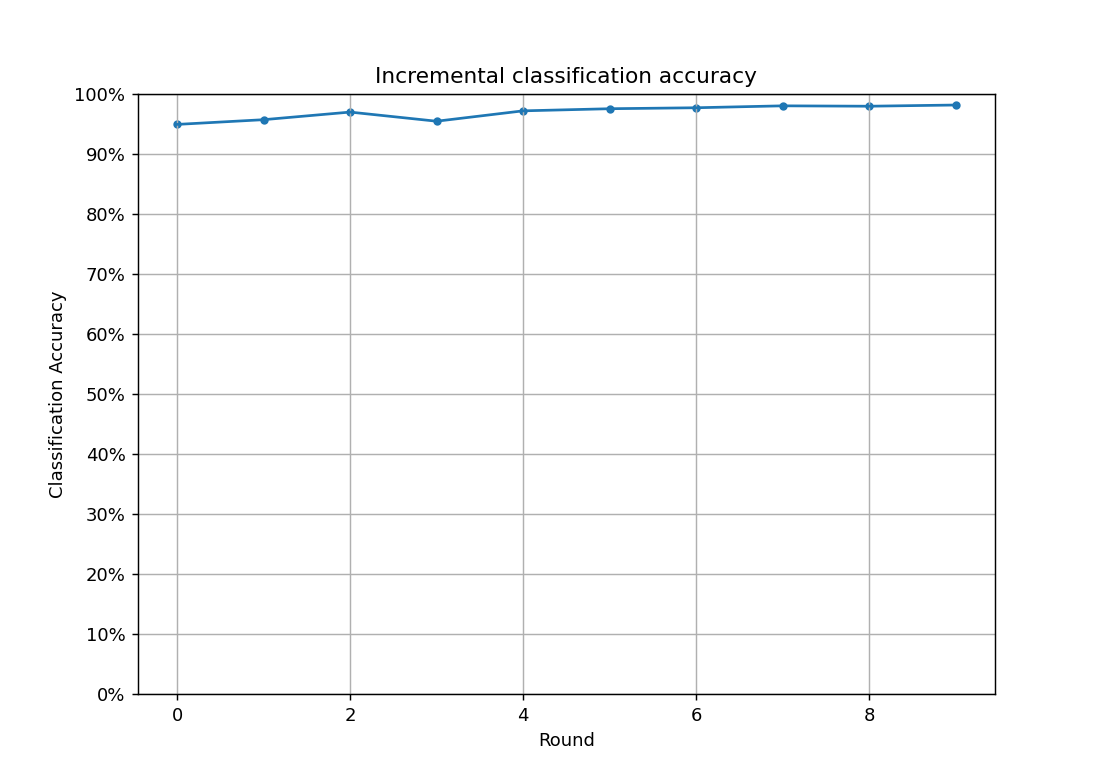 Incremental classification accuracy
100%
90%
80%
70%
60%
50%
40%
30%
20%
10%
0%
Classification Accuracy
0 2 4 6 8
Round